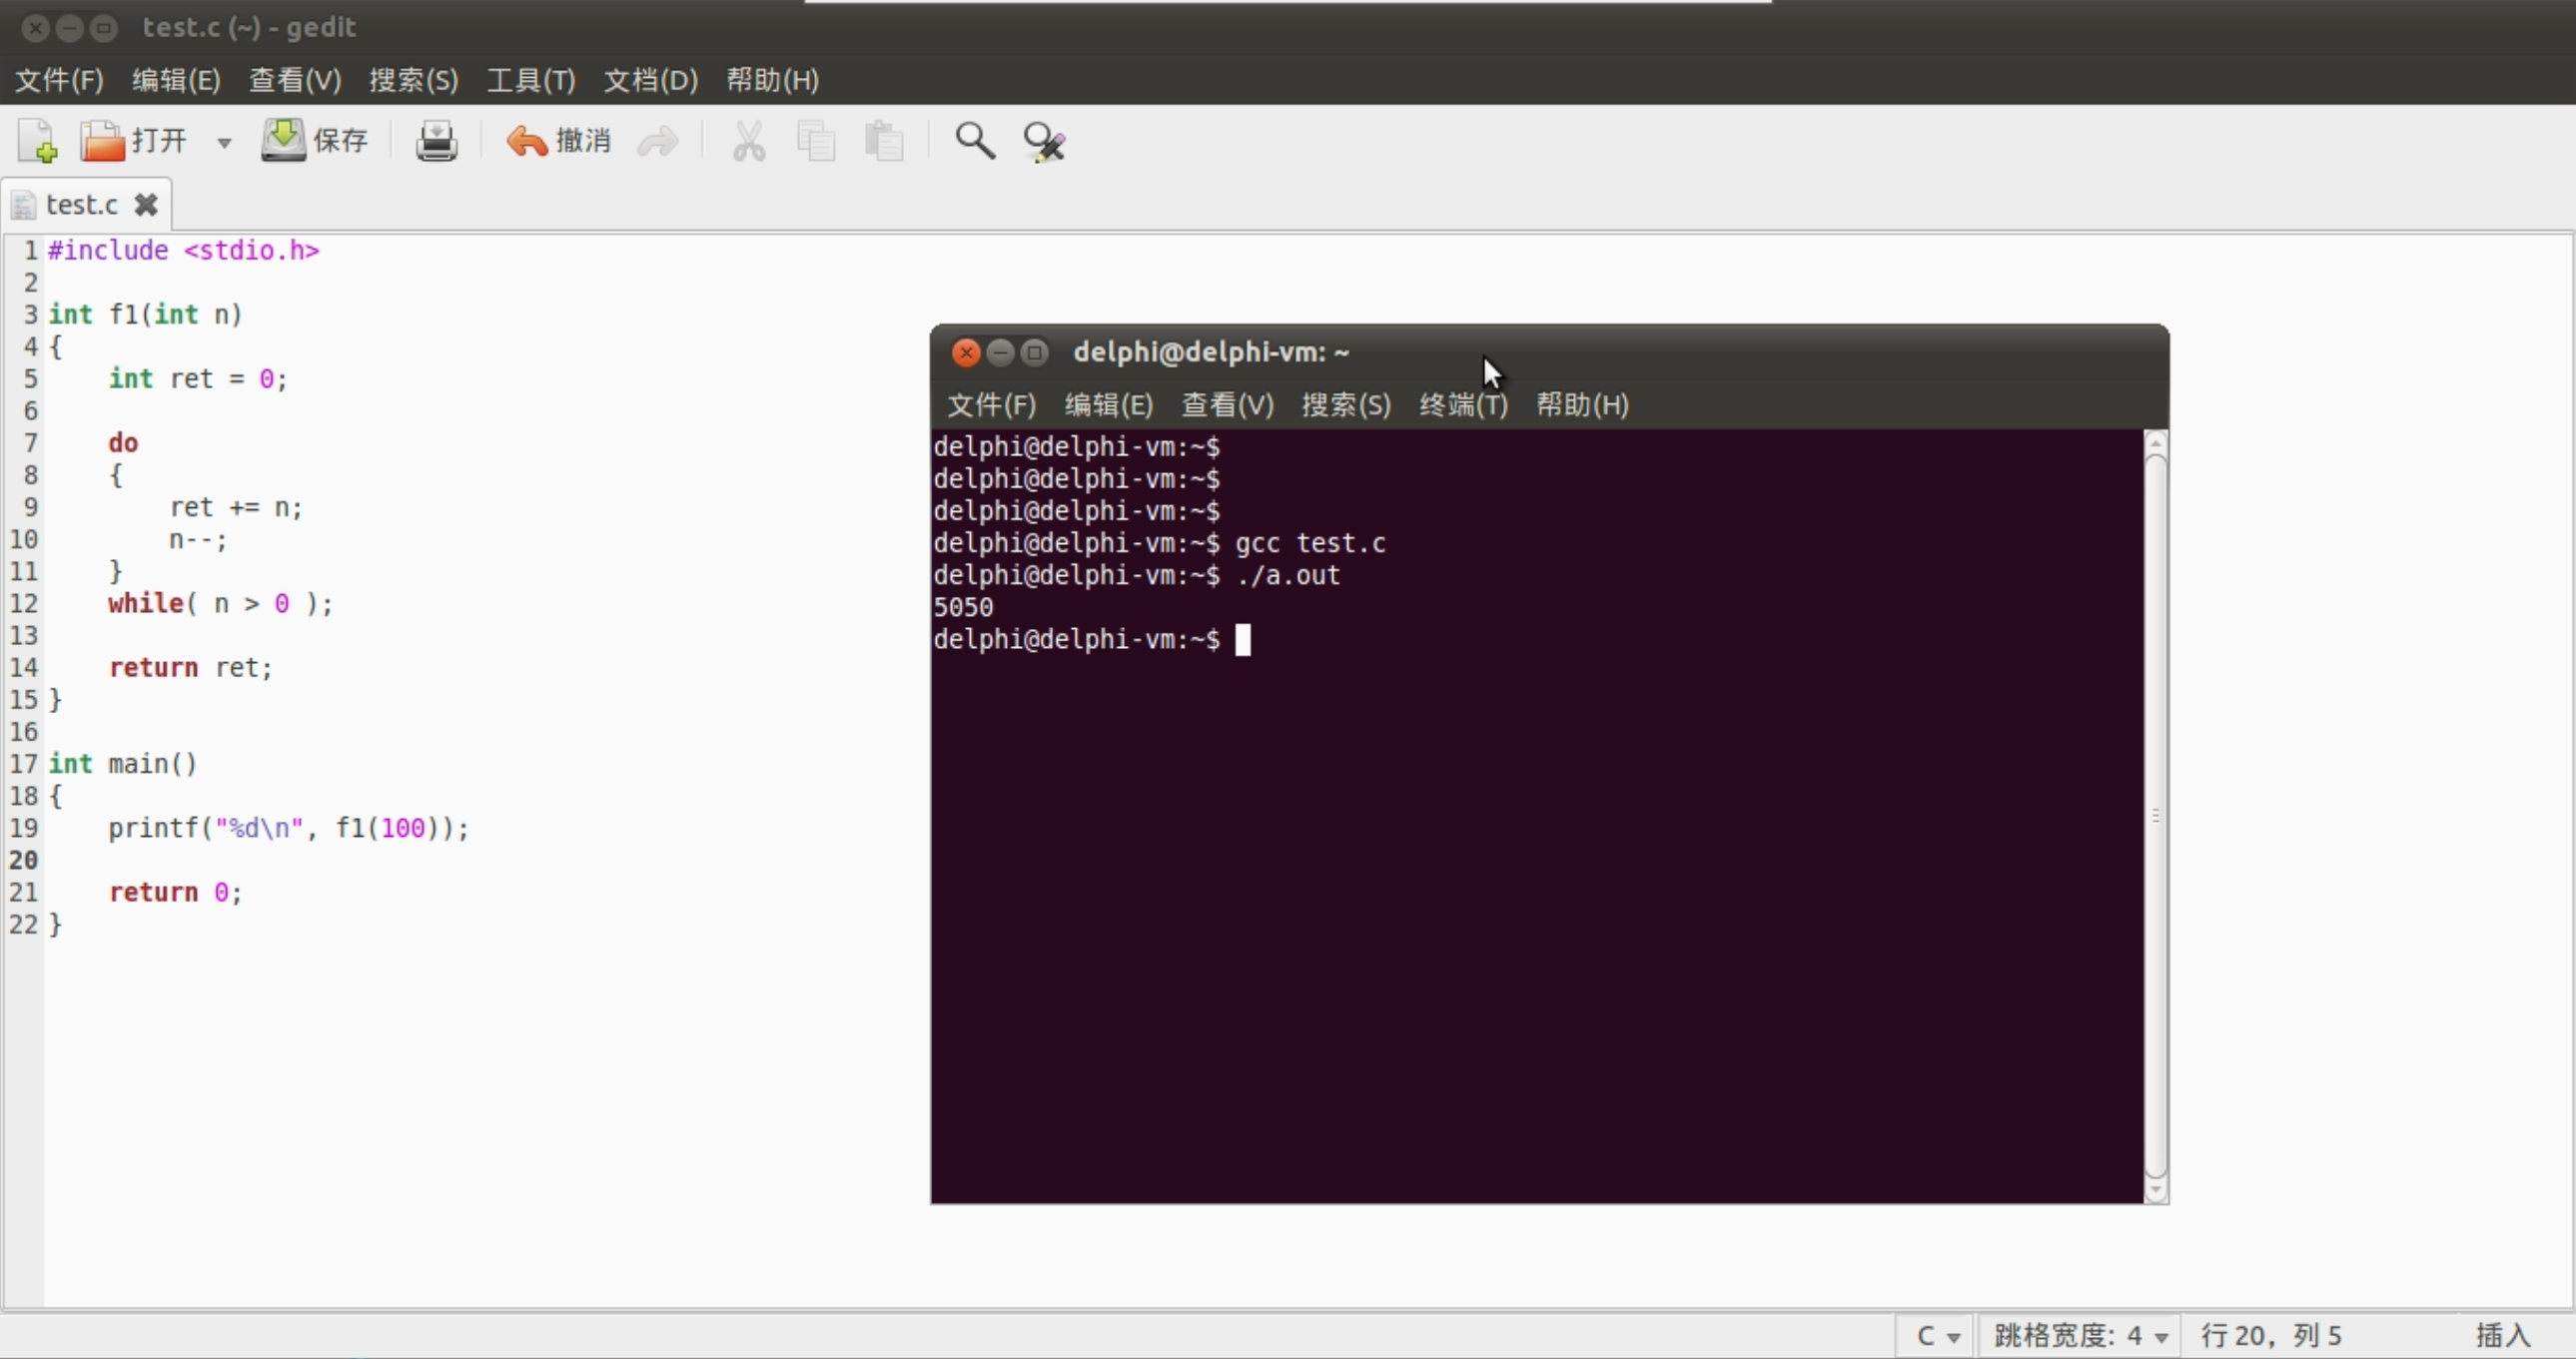 test.c (~) - gedit
文件(F) 编辑(E) 查看(V) 搜索(S) 工具(T) 文档(D) 帮助(H)
打开 保存 撤消
test.c
1 #include <stdio.h>
2
3 int f1(int n)
4 {
5     int ret = 0;
6
7     do
8     {
9         ret += n;
10         n--;
11     }
12     while( n > 0 );
13
14     return ret;
15 }
16
17 int main()
18 {
19     printf("%d\n", f1(100));
20
21     return 0;
22 }
delphi@delphi-vm: ~
文件(F) 编辑(E) 查看(V) 搜索(S) 终端(T) 帮助(H)
delphi@delphi-vm:~$
delphi@delphi-vm:~$
delphi@delphi-vm:~$
delphi@delphi-vm:~$ gcc test.c
delphi@delphi-vm:~$ ./a.out
5050
delphi@delphi-vm:~$
C 跳格宽度: 4 行 20，列 5 插入